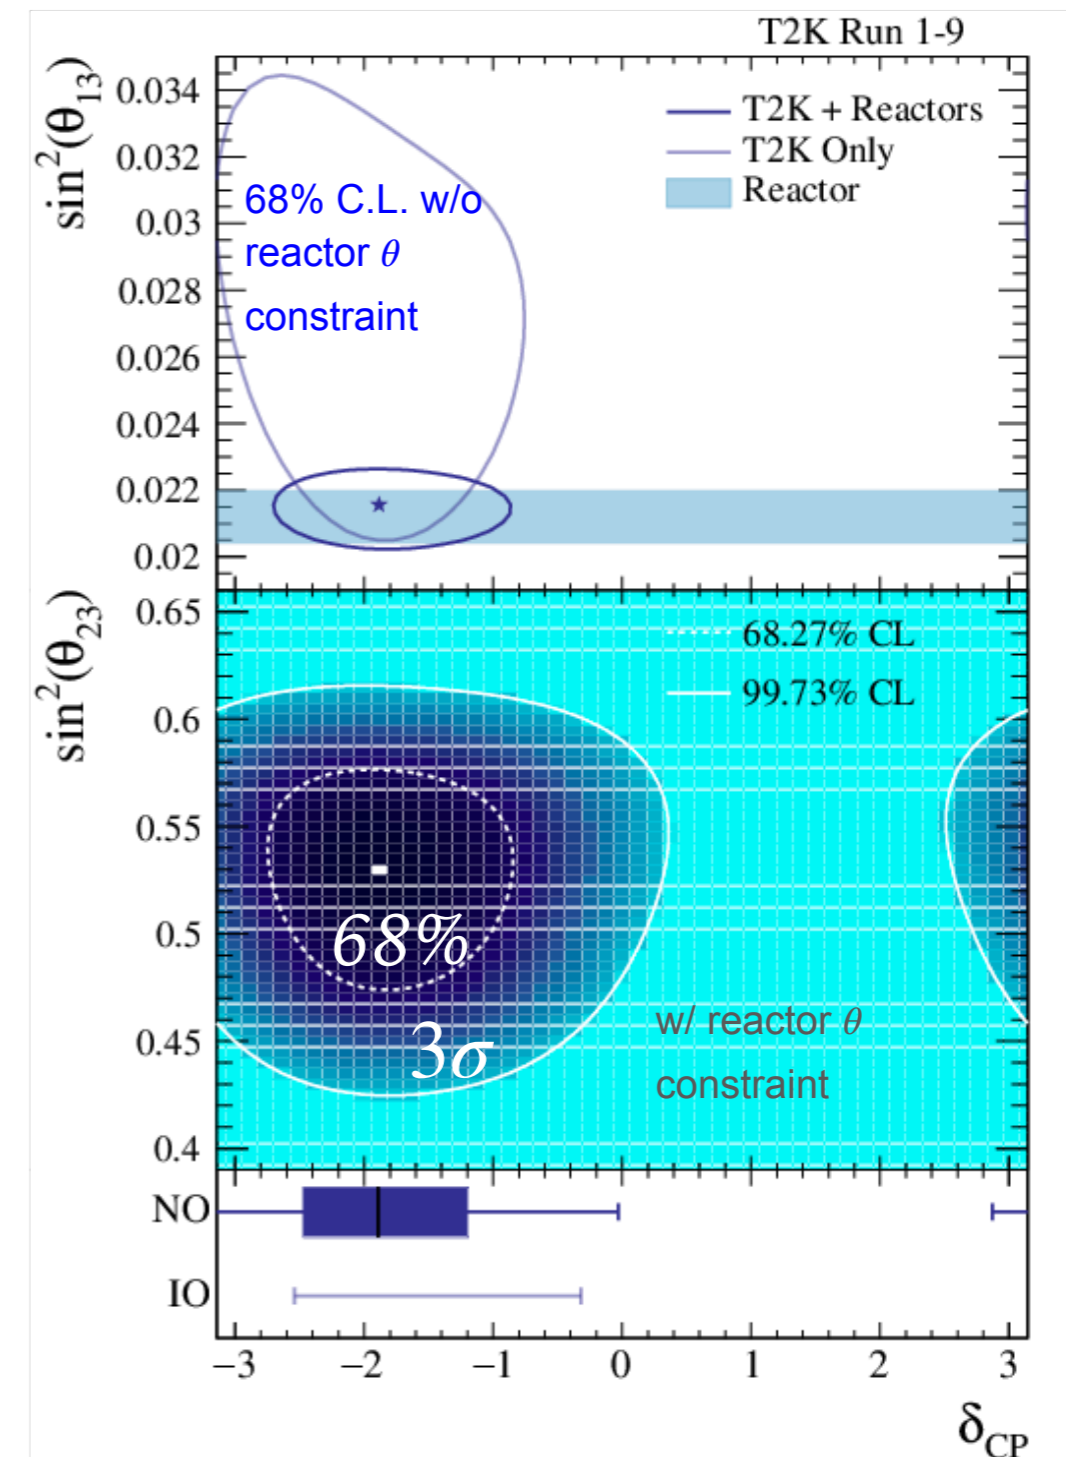 T2K Run 1-9
sin²(θ₁₃)
T2K + Reactors
T2K Only
Reactor
68% C.L. w/o
reactor θ
constraint
0.034
0.032
0.03
0.028
0.026
0.024
0.022
0.02
sin²(θ₂₃)
68.27% CL
99.73% CL
0.65
0.6
0.55
0.5
0.45
0.4
68%
3σ
w/ reactor θ
constraint
NO
IO
−3 −2 −1 0 1 2 3
δCP